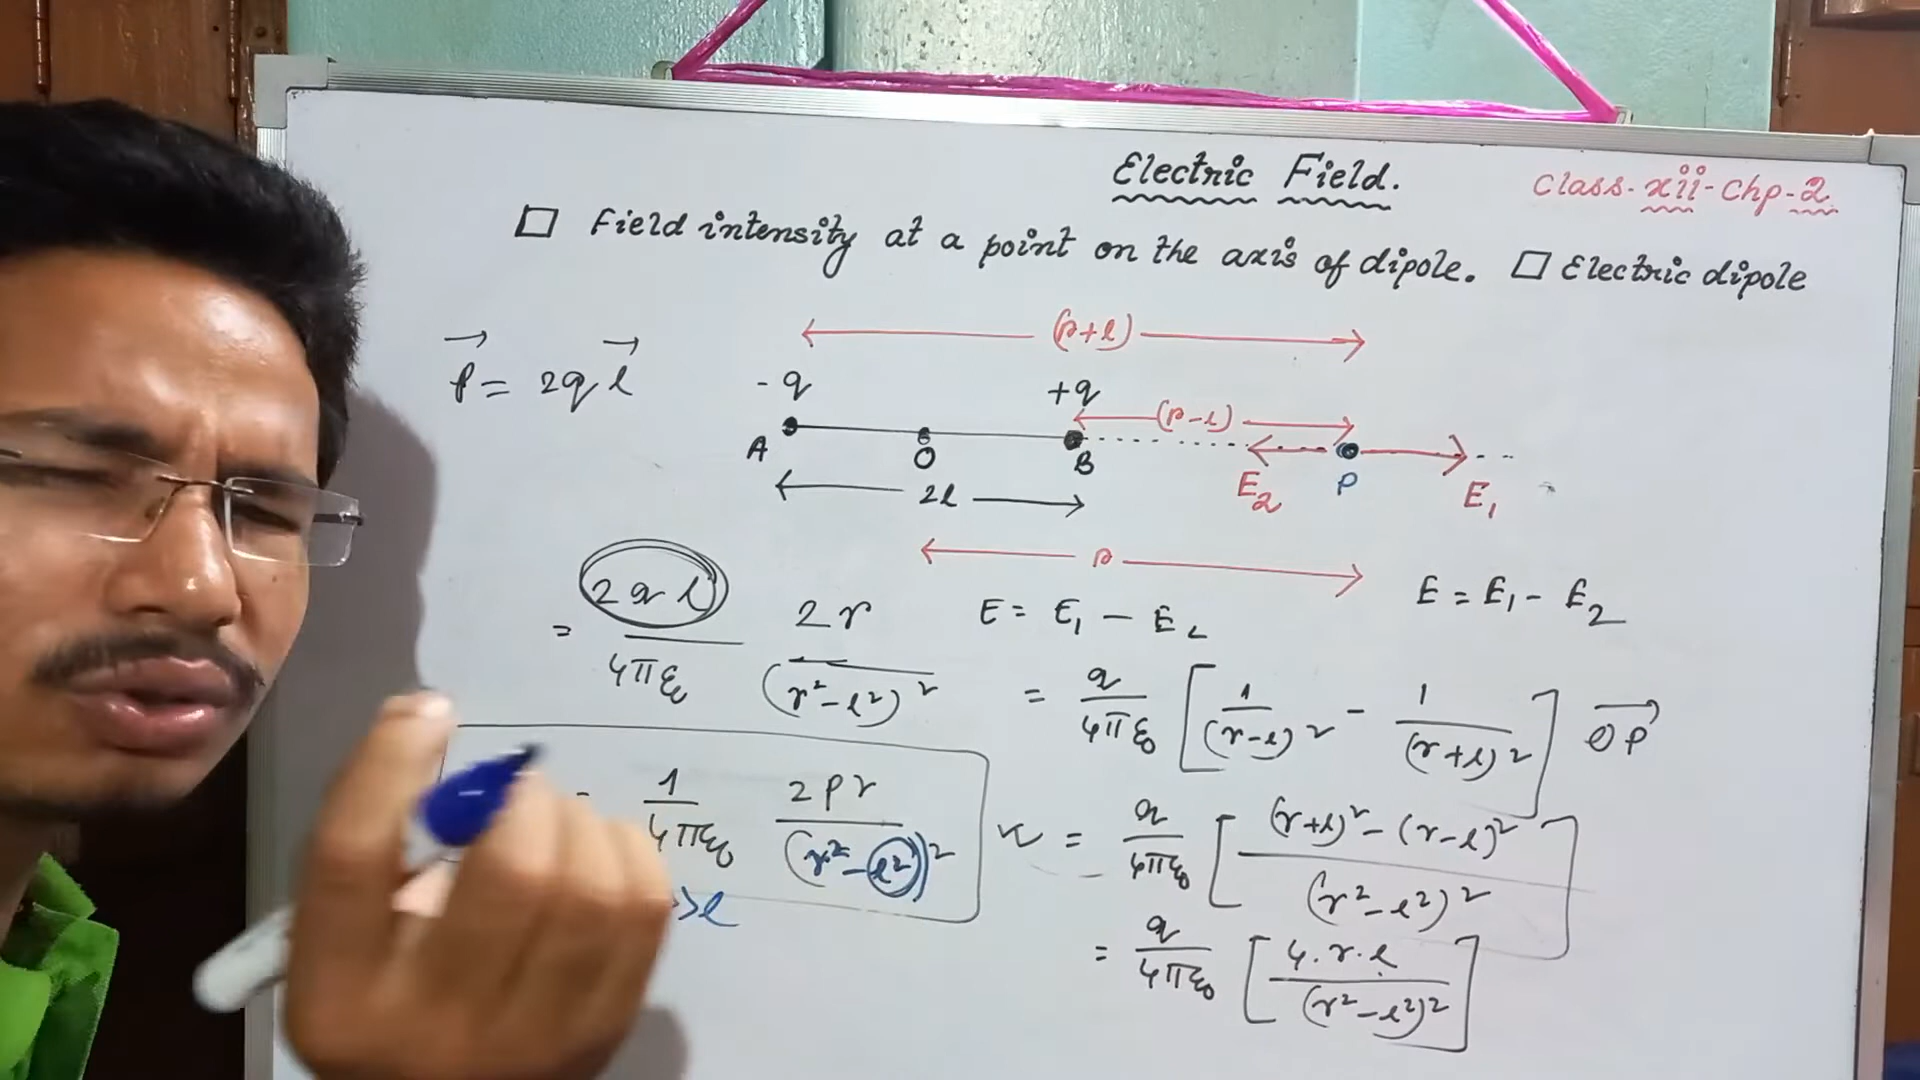 Electric Field.
Class-xii-Chp-2
□ Field intensity at a point on the axis of dipole. □ Electric dipole
(r+l)
P⃗ = 2ql⃗
-q
+q
(r-l)
A
O
B
E₂
P
E₁
2l
r
E = E₁ - E₂
E = E₁ - E₂
= 2ql/4πε₀ 2r/(r²-l²)²
= q/4πε₀ [1/(r-l)² - 1/(r+l)²] OP⃗
1/4πε₀ 2pr/(r²-l²)²
= q/4πε₀ [(r+l)² - (r-l)²/(r²-l²)²]
>>l
= q/4πε₀ [4.r.l/(r²-l²)²]